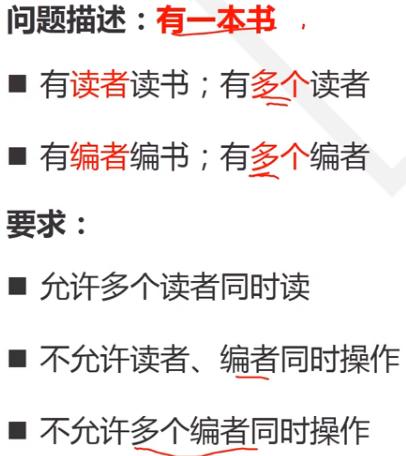 问题描述：有一本书，
■ 有读者读书；有多个读者
■ 有编者编书；有多个编者
要求：
■ 允许多个读者同时读
■ 不允许读者、编者同时操作
■ 不允许多个编者同时操作